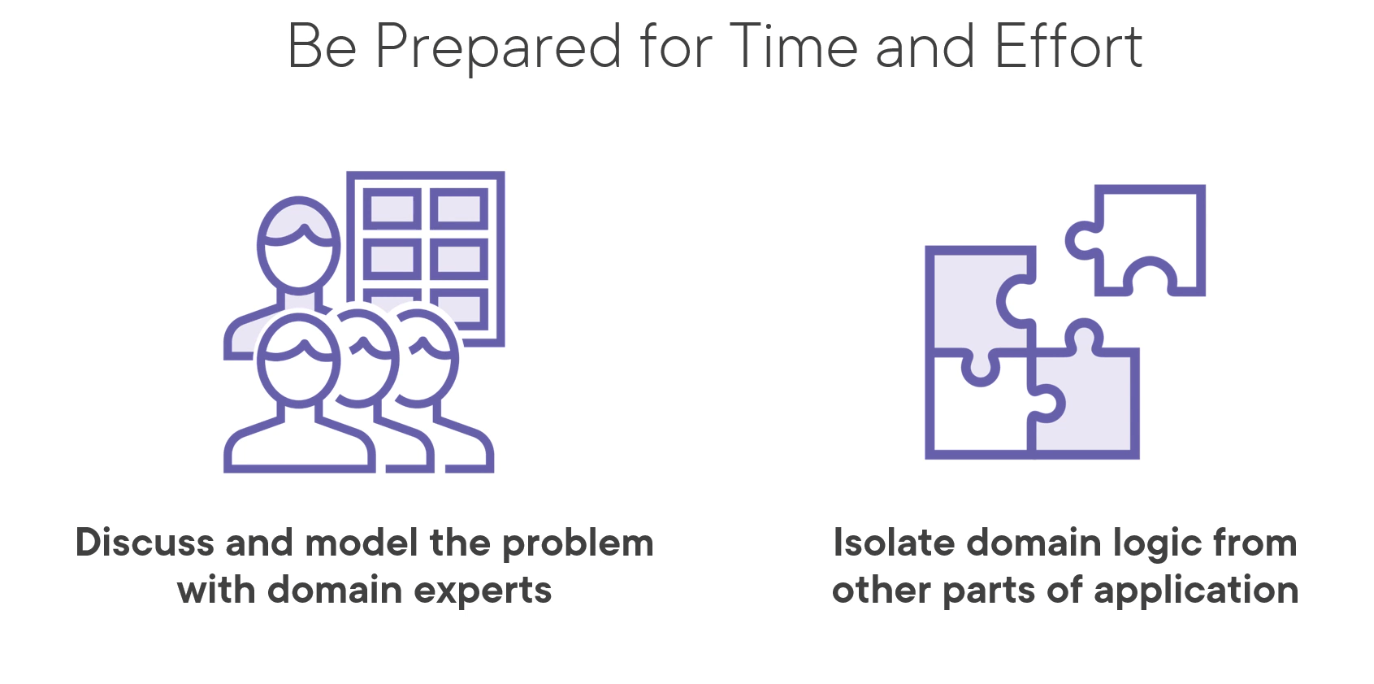 Be Prepared for Time and Effort
Discuss and model the problem
with domain experts
Isolate domain logic from
other parts of application